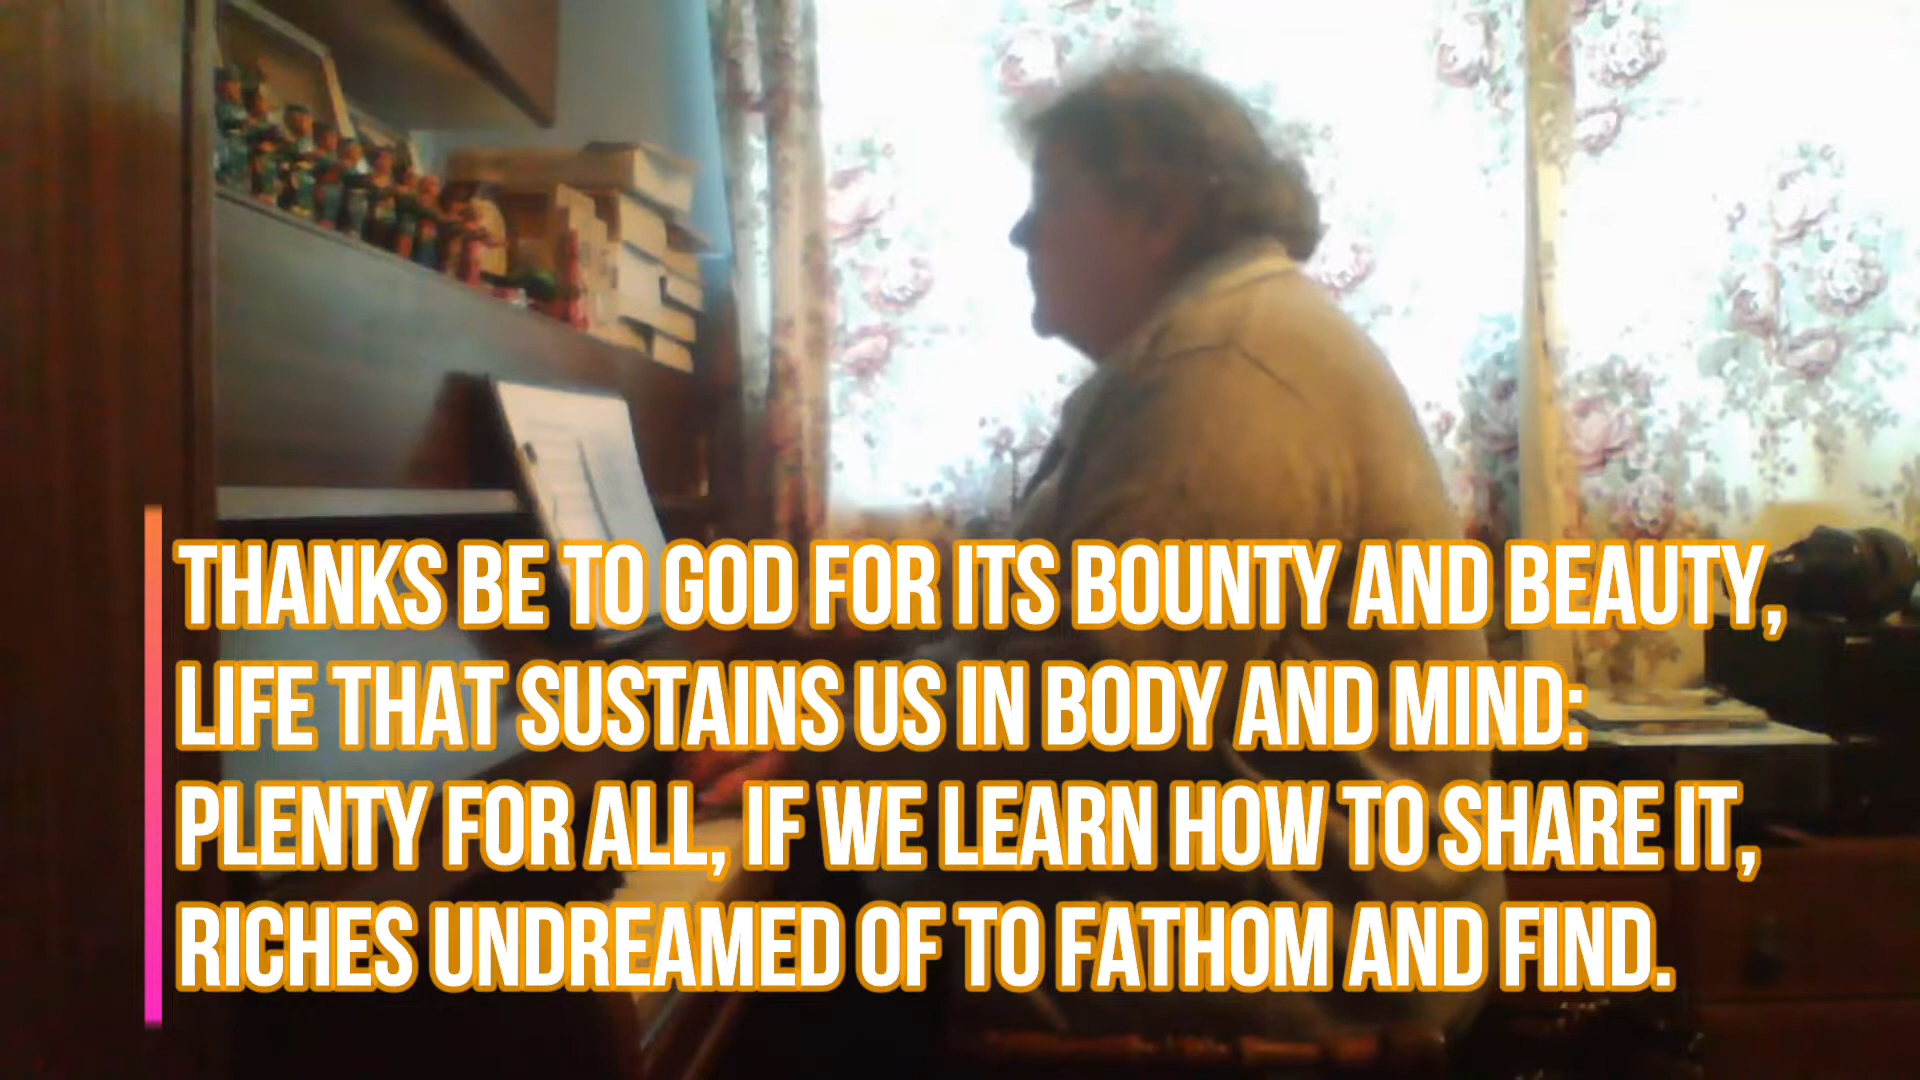 THANKS BE TO GOD FOR ITS BOUNTY AND BEAUTY,
LIFE THAT SUSTAINS US IN BODY AND MIND:
PLENTY FOR ALL, IF WE LEARN HOW TO SHARE IT,
RICHES UNDREAMED OF TO FATHOM AND FIND.